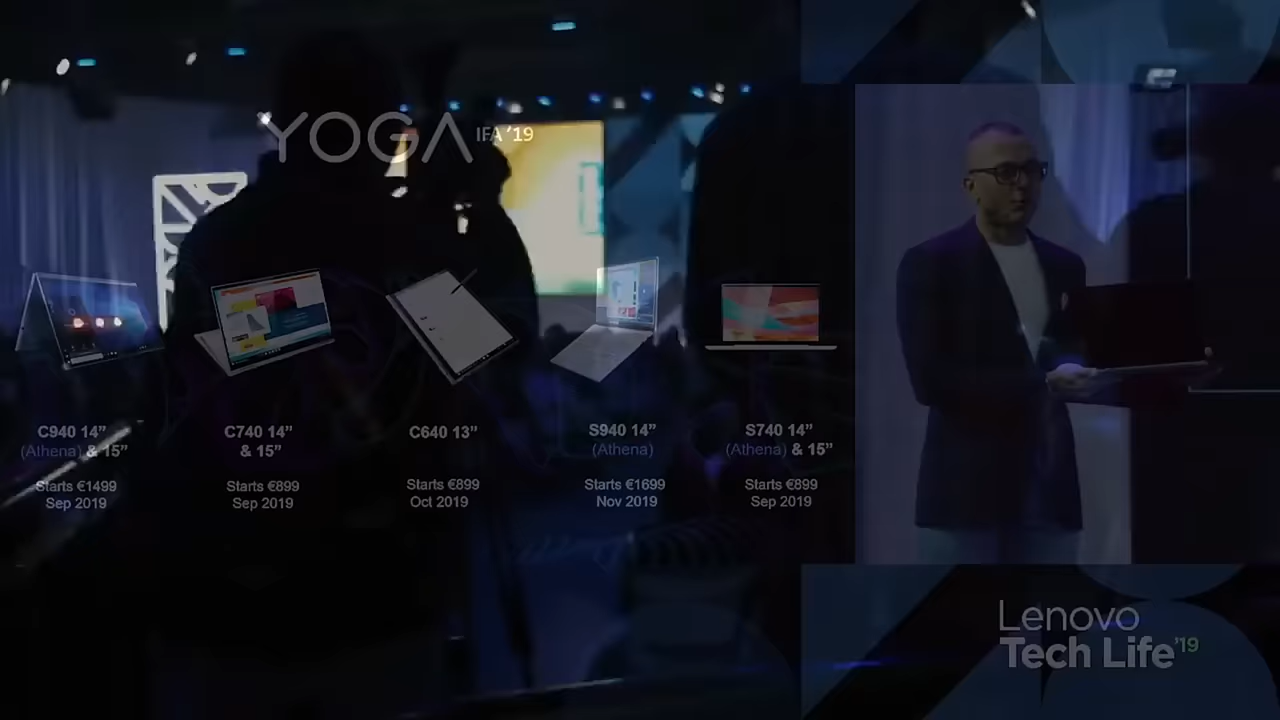 YOGA IFA '19
C940 14”
(Athena) & 15”
Starts €1499
Sep 2019
C740 14”
& 15”
Starts €899
Sep 2019
C640 13”
Starts €899
Oct 2019
S940 14”
(Athena)
Starts €1699
Nov 2019
S740 14”
(Athena) & 15”
Starts €899
Sep 2019
Lenovo
Tech Life '19